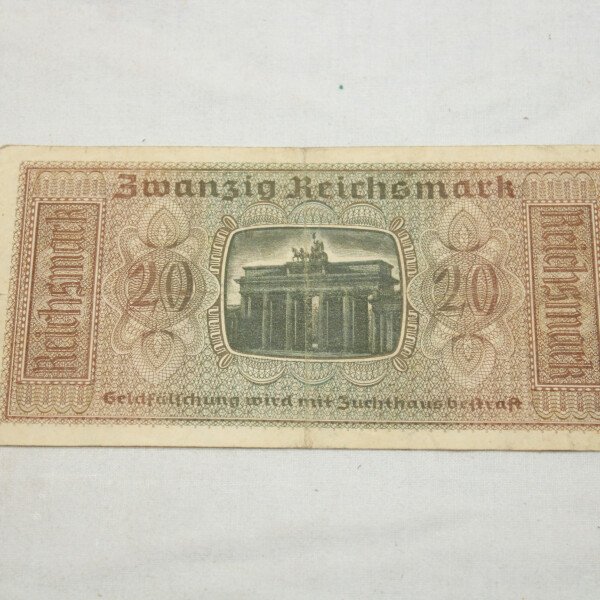 Zwanzig Reichsmark
Reichsmark
20
20
Reichsmark
Geldfälschung wird mit Zuchthaus bestraft